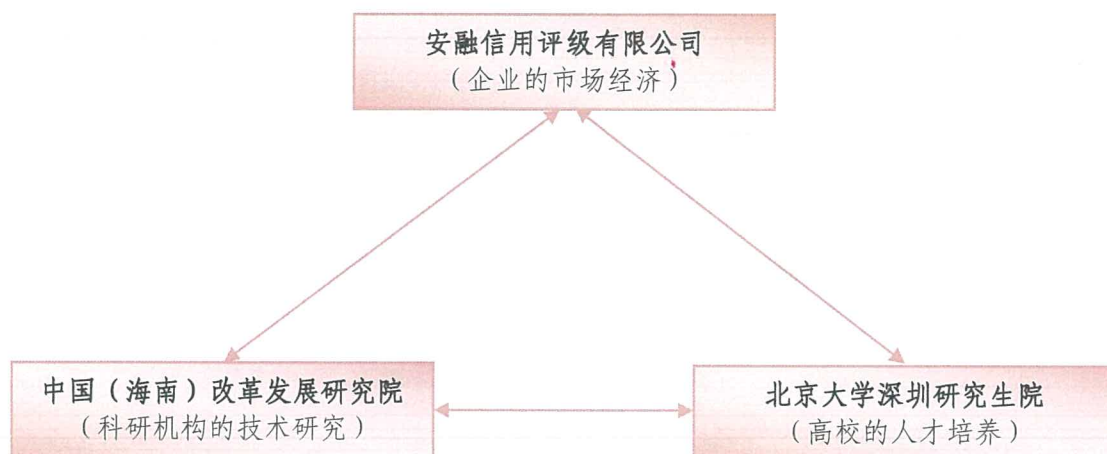 安融信用评级有限公司
（企业的市场经济）
中国（海南）改革发展研究院
（科研机构的技术研究）
北京大学深圳研究生院
（高校的人才培养）